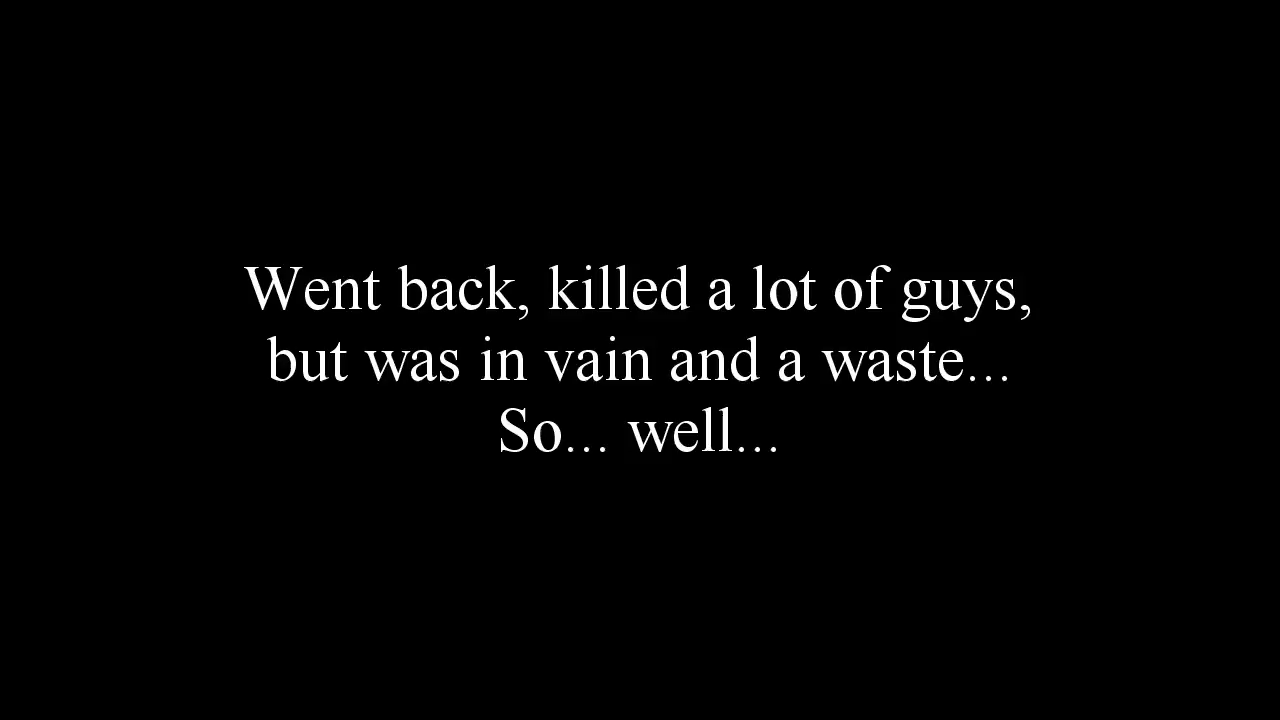 Went back, killed a lot of guys,
but was in vain and a waste...
So... well...